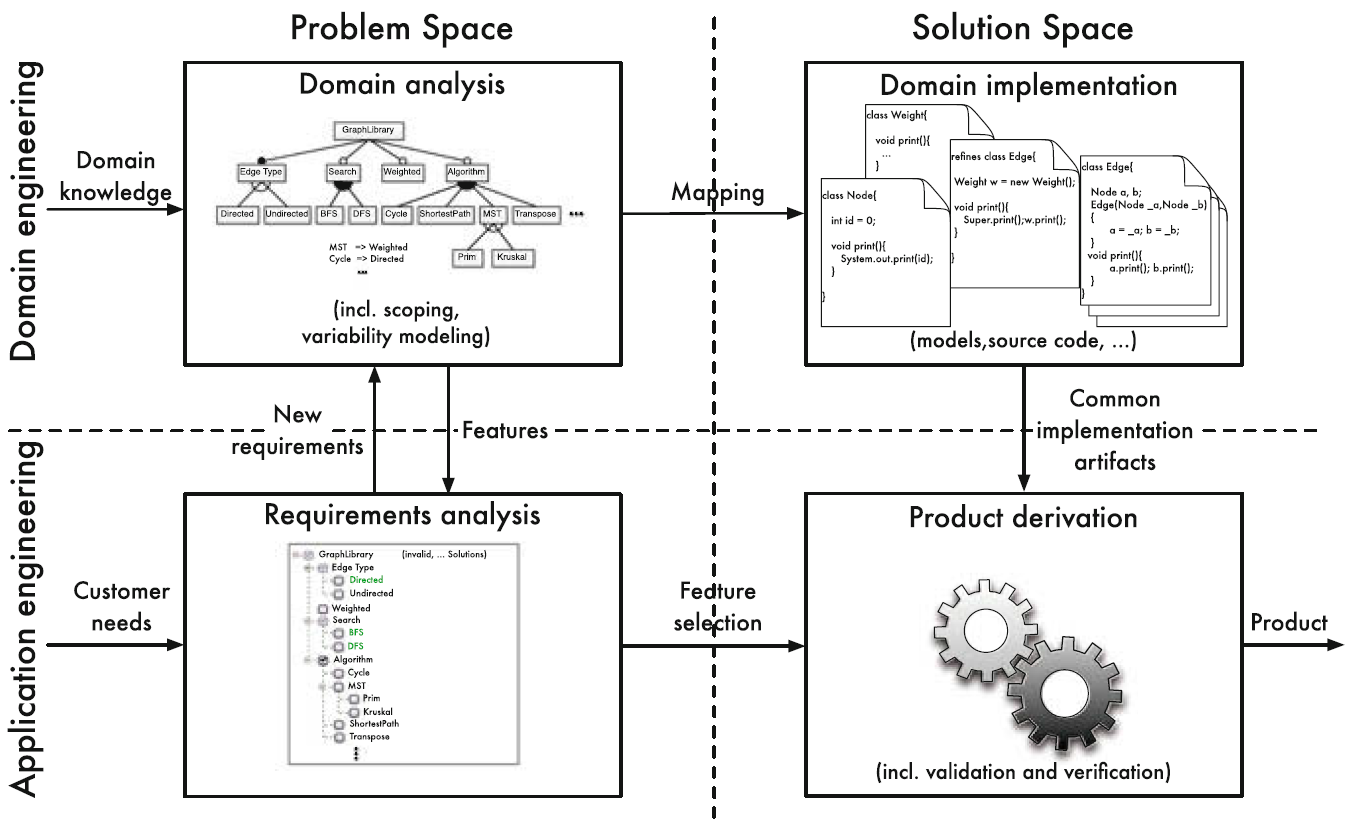 Problem Space
Solution Space
Domain engineering
Domain
knowledge
Domain analysis
GraphLibrary
Edge Type
Search
Weighted
Algorithm
Directed
Undirected
BFS
DFS
Cycle
ShortestPath
MST
Transpose
...
MST => Weighted
Cycle => Directed
...
Prim
Kruskal
(incl. scoping,
variability modeling)
Mapping
Domain implementation
class Weight{
void print(){
...
}
class Node{
int id = 0;
void print(){
System.out.print(id);
}
}
refines class Edge{
Weight w = new Weight();
void print(){
Super.print();w.print();
}
}
class Edge{
Node a, b;
Edge(Node _a,Node _b)
{
a = _a; b = _b;
}
void print(){
a.print(); b.print();
}
}
(models,source code, ...)
New
requirements
Features
Common
implementation
artifacts
Application engineering
Customer
needs
Requirements analysis
GraphLibrary (invalid, ... Solutions)
Edge Type
Directed
Undirected
Weighted
Search
BFS
DFS
Algorithm
Cycle
MST
Prim
Kruskal
ShortestPath
Transpose
Feature
selection
Product derivation
(incl. validation and verification)
Product